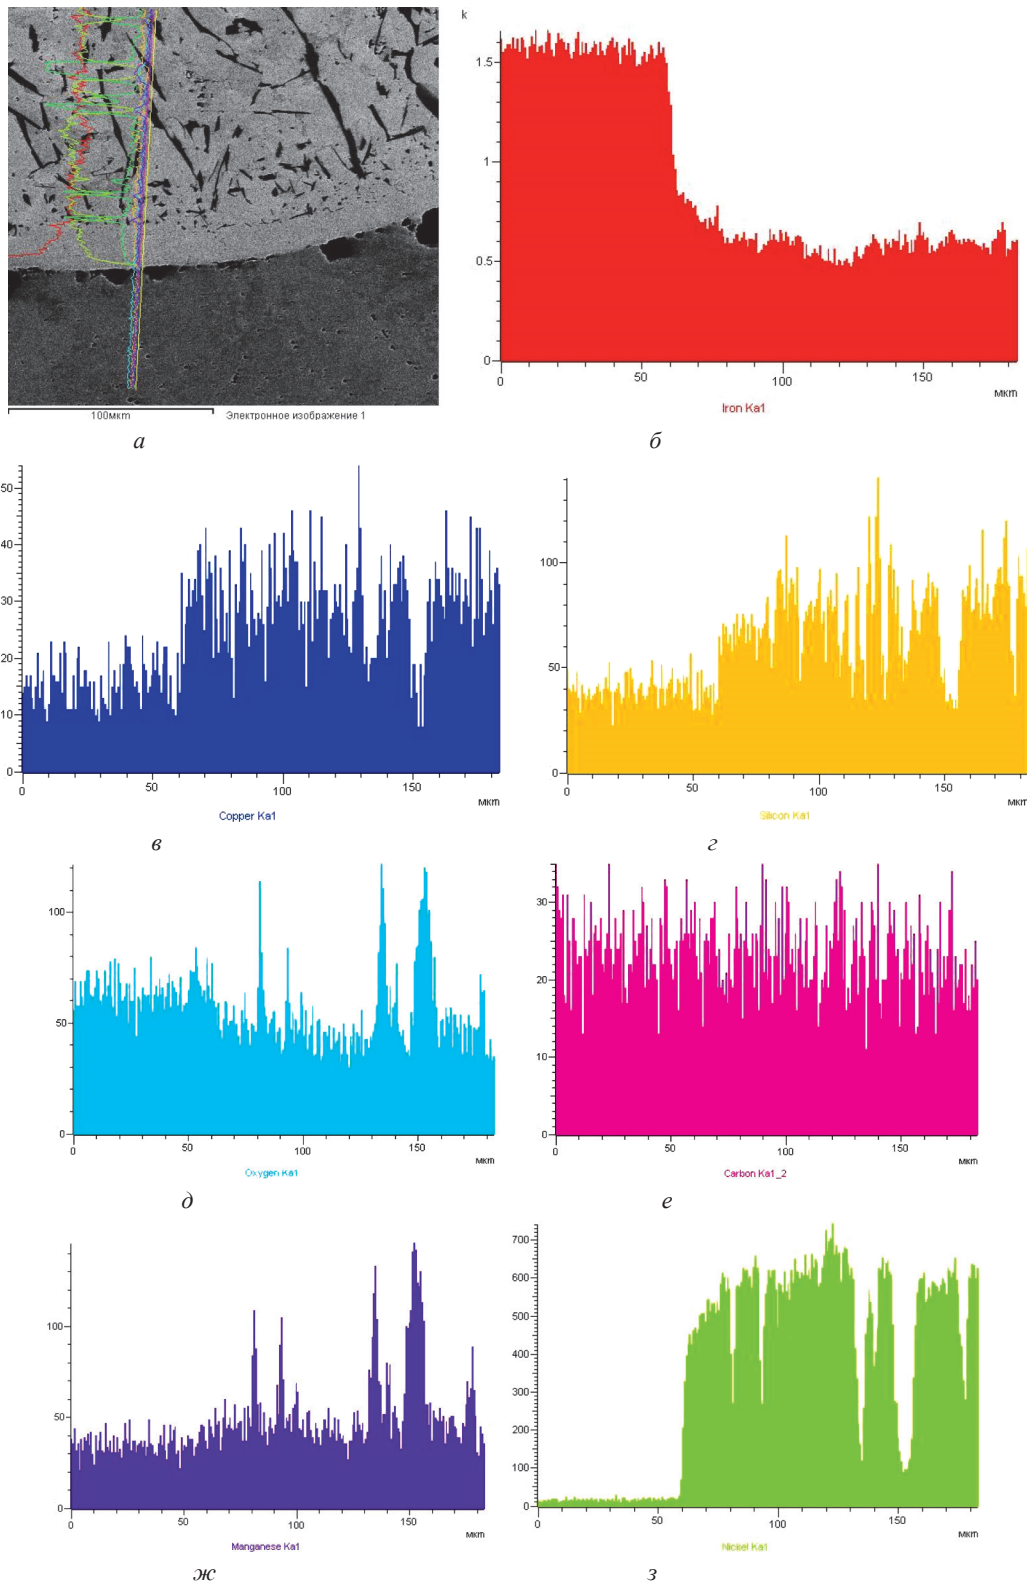 k
1.5
1
0.5
0
0 50 100 150
мкm
Iron Ka1
100мкm Электронное изображение 1
а б
50
40
30
20
10
0
0 50 100 150
мкm
Copper Ka1
100
50
0
0 50 100 150
мкm
Silicon Ka1
в г
100
50
0
0 50 100 150
мкm
Oxygen Ka1
30
20
10
0
0 50 100 150
мкm
Carbon Ka1_2
д е
100
50
0
0 50 100 150
мкm
Manganese Ka1
700
600
500
400
300
200
100
0
0 50 100 150
мкm
Nickel Ka1
ж з